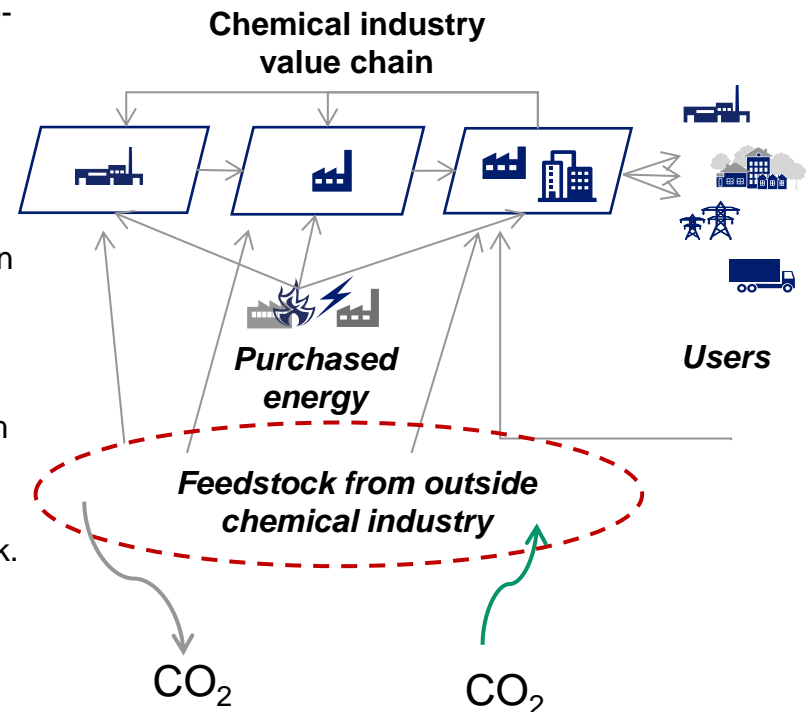 -
Chemical industry
value chain
n
Purchased
energy
Users
n
Feedstock from outside
chemical industry
k.
CO₂
CO₂